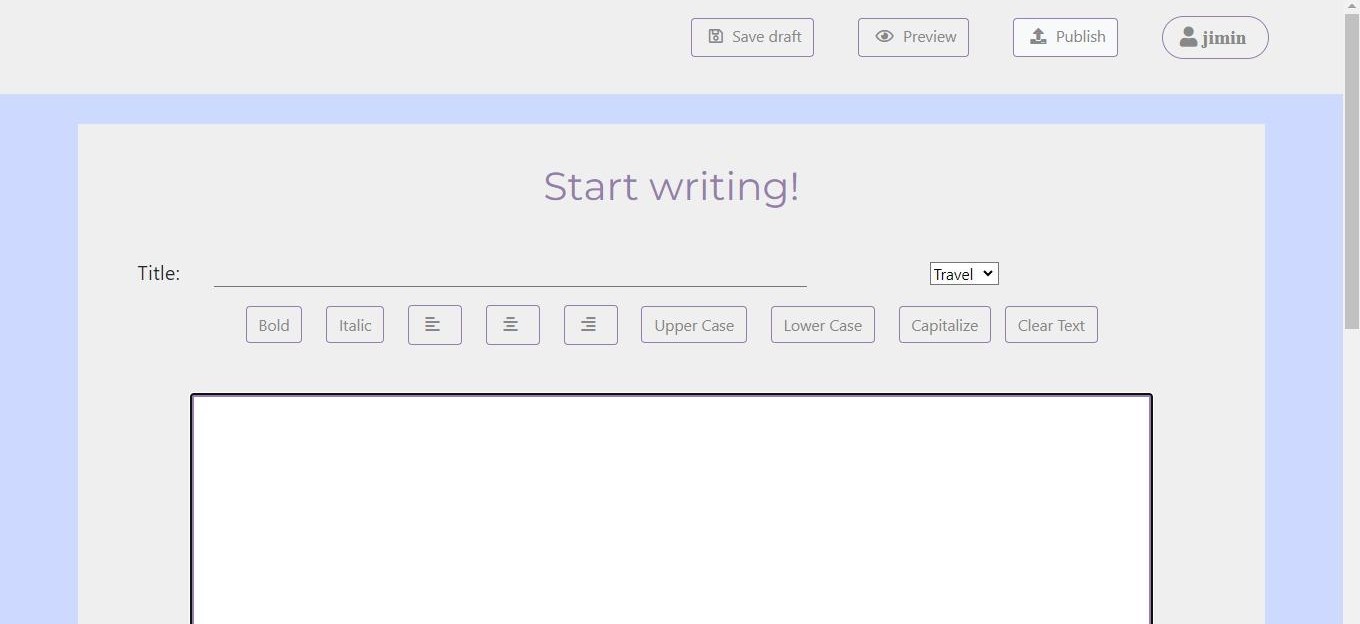 Save draft Preview Publish jimin
Start writing!
Title: Travel
Bold Italic Upper Case Lower Case Capitalize Clear Text